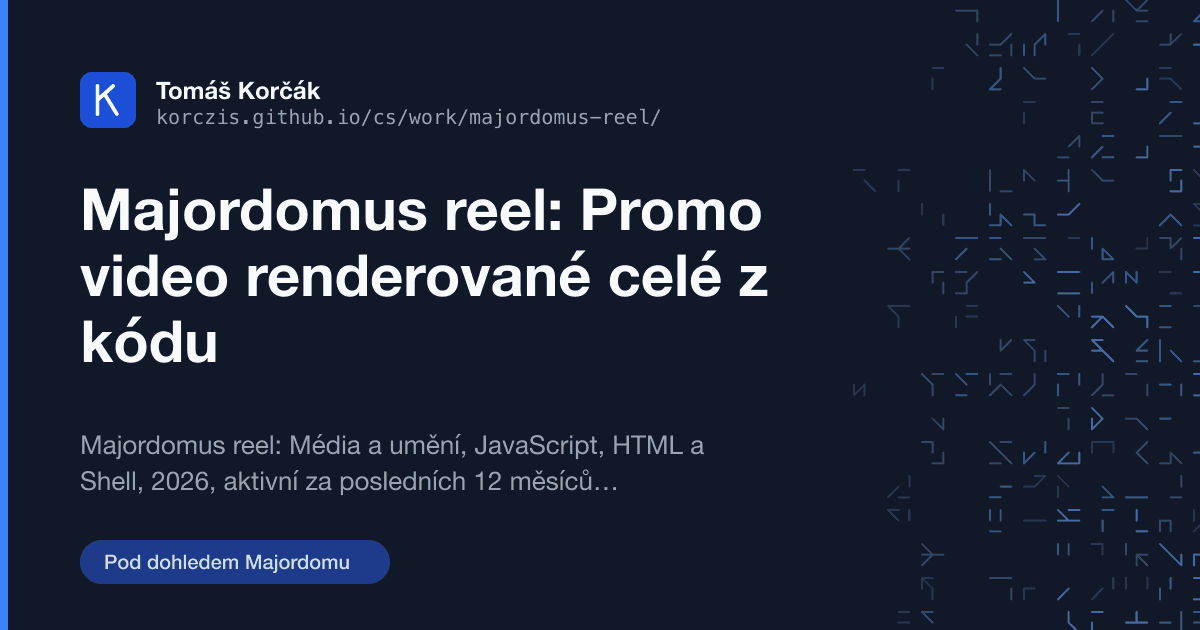 K
Tomáš Korčák
korczis.github.io/cs/work/majordomus-reel/
Majordomus reel: Promo
video renderované celé z
kódu
Majordomus reel: Média a umění, JavaScript, HTML a
Shell, 2026, aktivní za posledních 12 měsíců…
Pod dohledem Majordomu